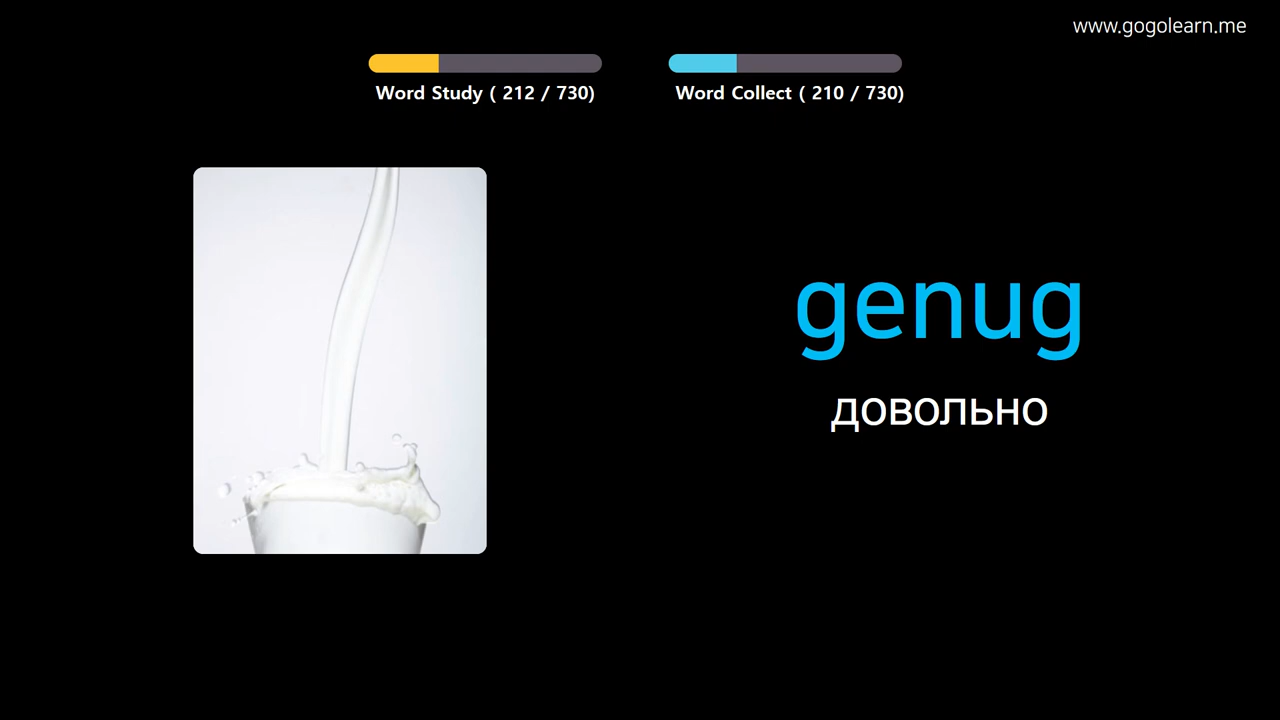 www.gogolearn.me
Word Study ( 212 / 730)
Word Collect ( 210 / 730)
genug
довольно